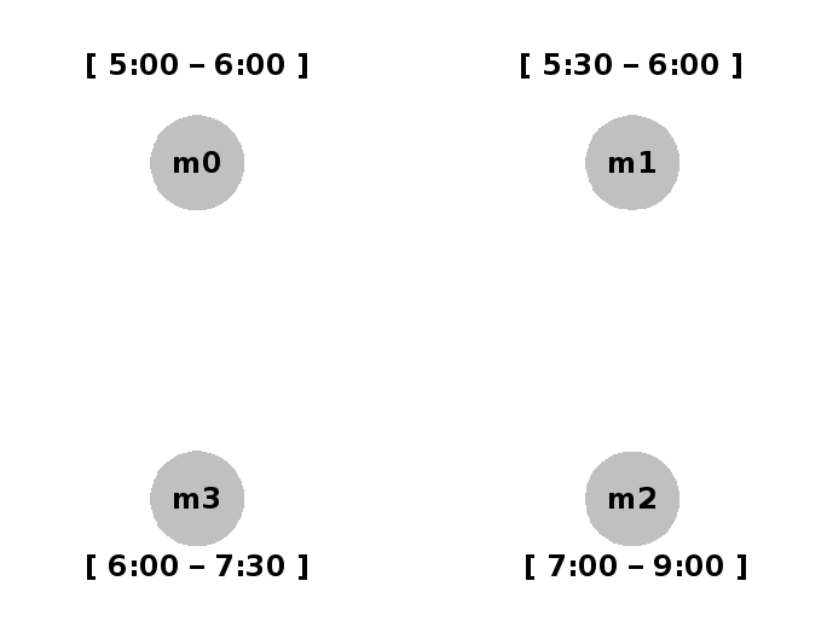 [ 5:00 – 6:00 ]
[ 5:30 – 6:00 ]
m0
m1
m3
m2
[ 6:00 – 7:30 ]
[ 7:00 – 9:00 ]